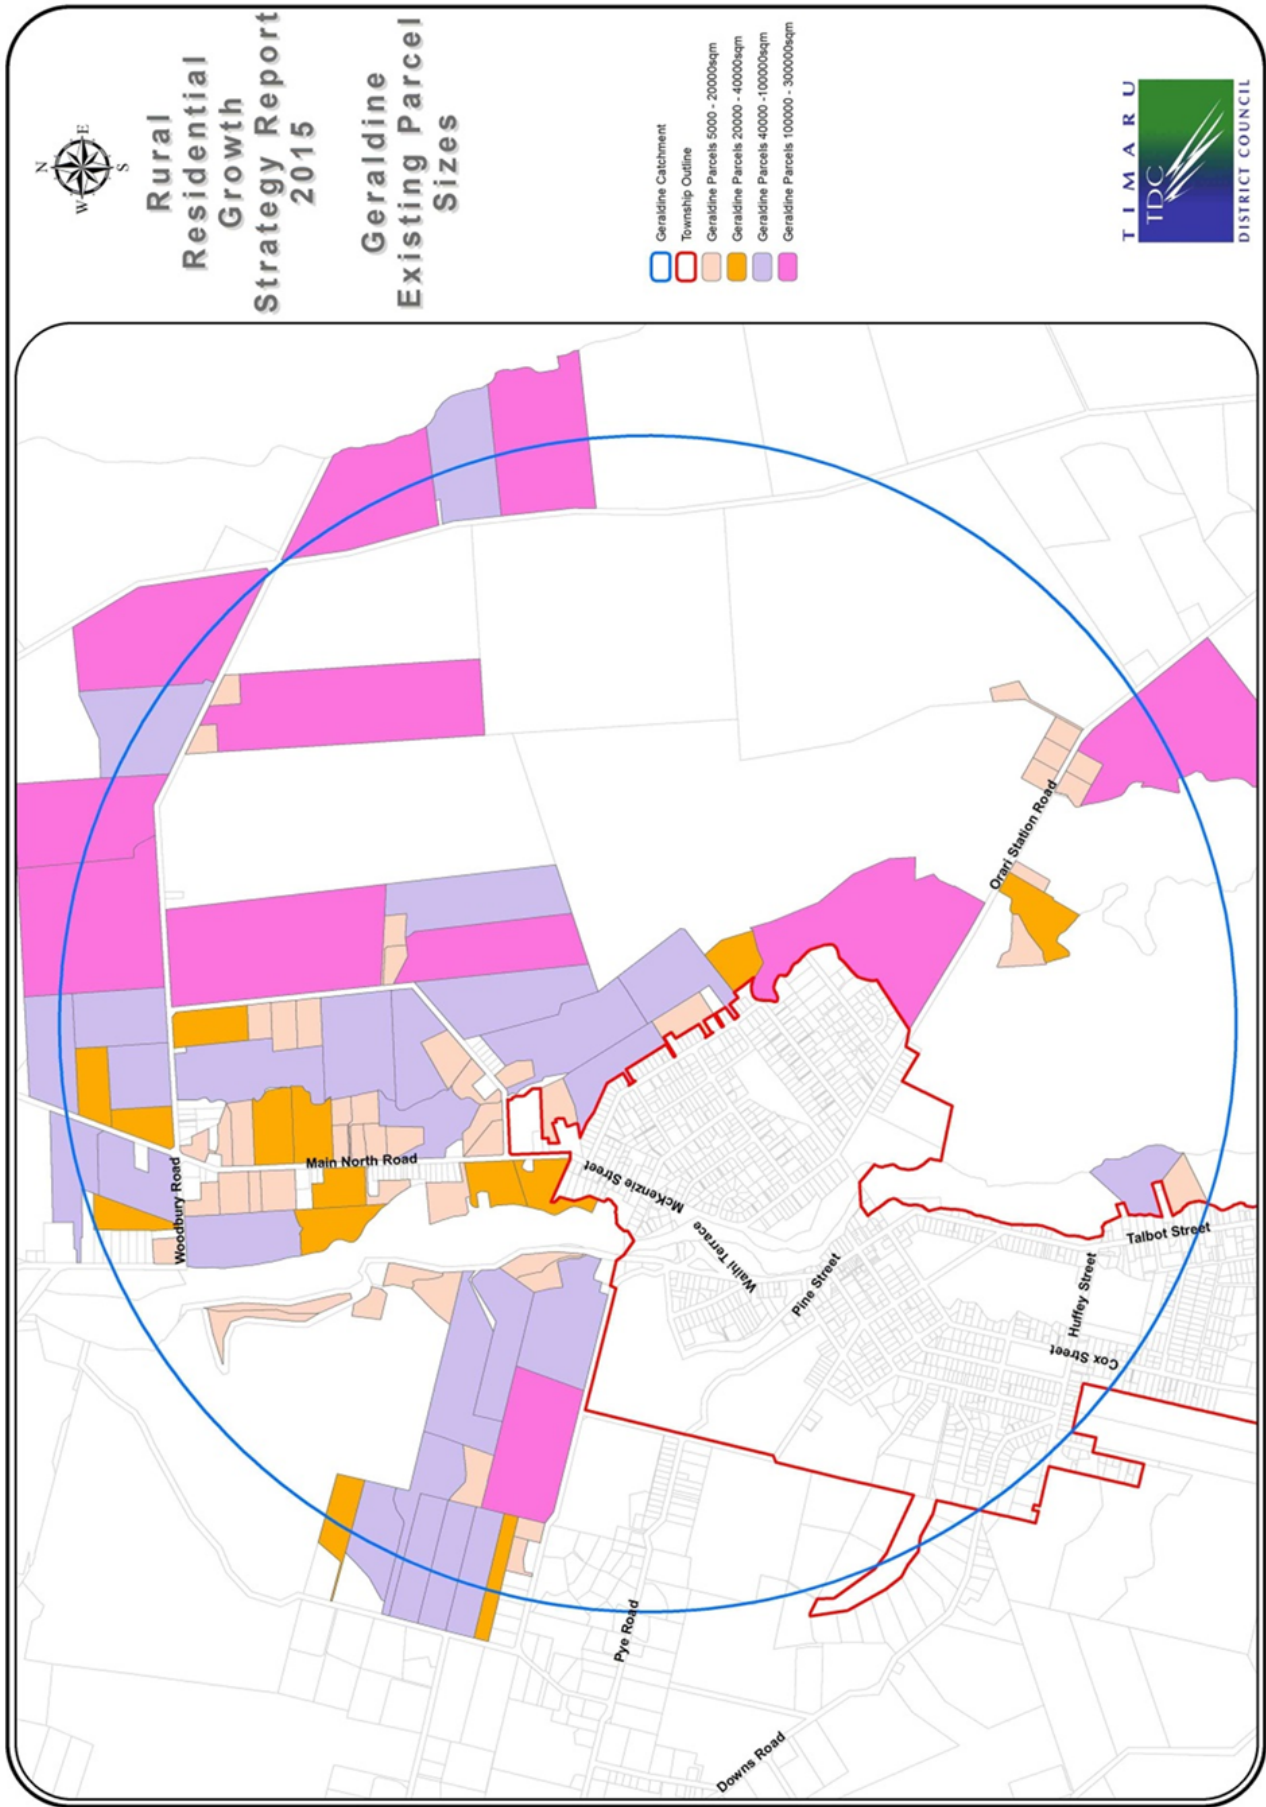 N
W E
S
Rural
Residential
Growth
Strategy Report
2015
Geraldine
Existing Parcel
Sizes
Geraldine Catchment
Township Outline
Geraldine Parcels 5000 - 20000sqm
Geraldine Parcels 20000 - 40000sqm
Geraldine Parcels 40000 -100000sqm
Geraldine Parcels 100000 - 300000sqm
TIMARU
TDC
DISTRICT COUNCIL
Woodbury Road
Main North Road
McKenzie Street
Waihi Terrace
Pine Street
Orari Station Road
Talbot Street
Huffey Street
Cox Street
Pye Road
Downs Road